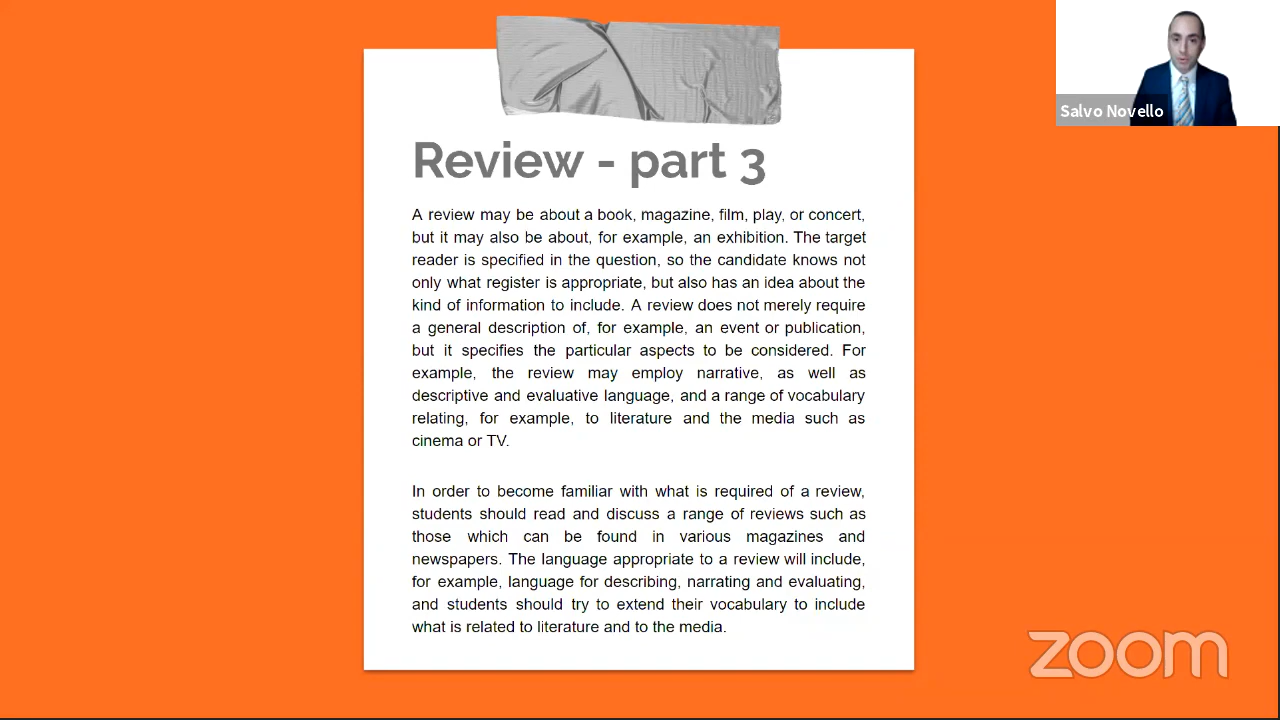 Salvo Novello
Review - part 3
A review may be about a book, magazine, film, play, or concert,
but it may also be about, for example, an exhibition. The target
reader is specified in the question, so the candidate knows not
only what register is appropriate, but also has an idea about the
kind of information to include. A review does not merely require
a general description of, for example, an event or publication,
but it specifies the particular aspects to be considered. For
example, the review may employ narrative, as well as
descriptive and evaluative language, and a range of vocabulary
relating, for example, to literature and the media such as
cinema or TV.
In order to become familiar with what is required of a review,
students should read and discuss a range of reviews such as
those which can be found in various magazines and
newspapers. The language appropriate to a review will include,
for example, language for describing, narrating and evaluating,
and students should try to extend their vocabulary to include
what is related to literature and to the media.
zoom